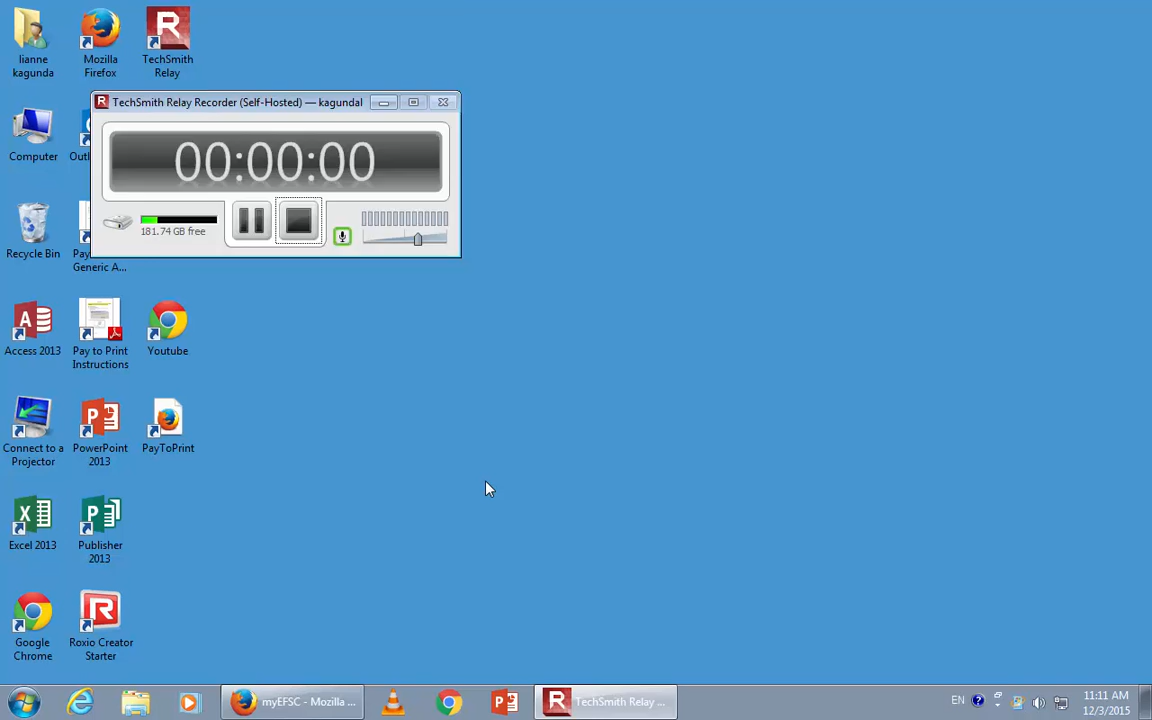 lianne
kagunda
Mozilla
Firefox
TechSmith
Relay
TechSmith Relay Recorder (Self-Hosted) — kagundal
00:00:00
181.74 GB free
Computer
Recycle Bin
Generic A...
Access 2013
Pay to Print
Instructions
Youtube
Connect to a
Projector
PowerPoint
2013
PayToPrint
Excel 2013
Publisher
2013
Google
Chrome
Roxio Creator
Starter
myEFSC - Mozilla ...
TechSmith Relay ...
EN
11:11 AM
12/3/2015